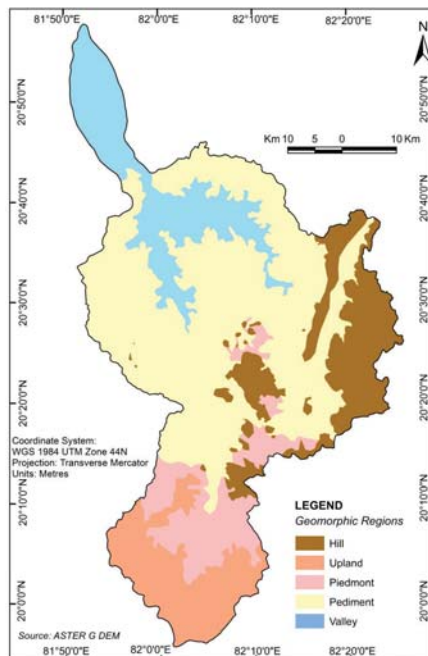 81°50'0"E 82°0'0"E 82°10'0"E 82°20'0"E
N
Km 10 5 0 10 Km
20°50'0"N 20°50'0"N
20°40'0"N 20°40'0"N
20°30'0"N 20°30'0"N
20°20'0"N 20°20'0"N
Coordinate System:
WGS 1984 UTM Zone 44N
Projection: Transverse Mercator
Units: Metres
20°10'0"N 20°10'0"N
LEGEND
Geomorphic Regions
Hill
Upland
Piedmont
Pediment
Valley
20°0'0"N 20°0'0"N
Source: ASTER G DEM
81°50'0"E 82°0'0"E 82°10'0"E 82°20'0"E